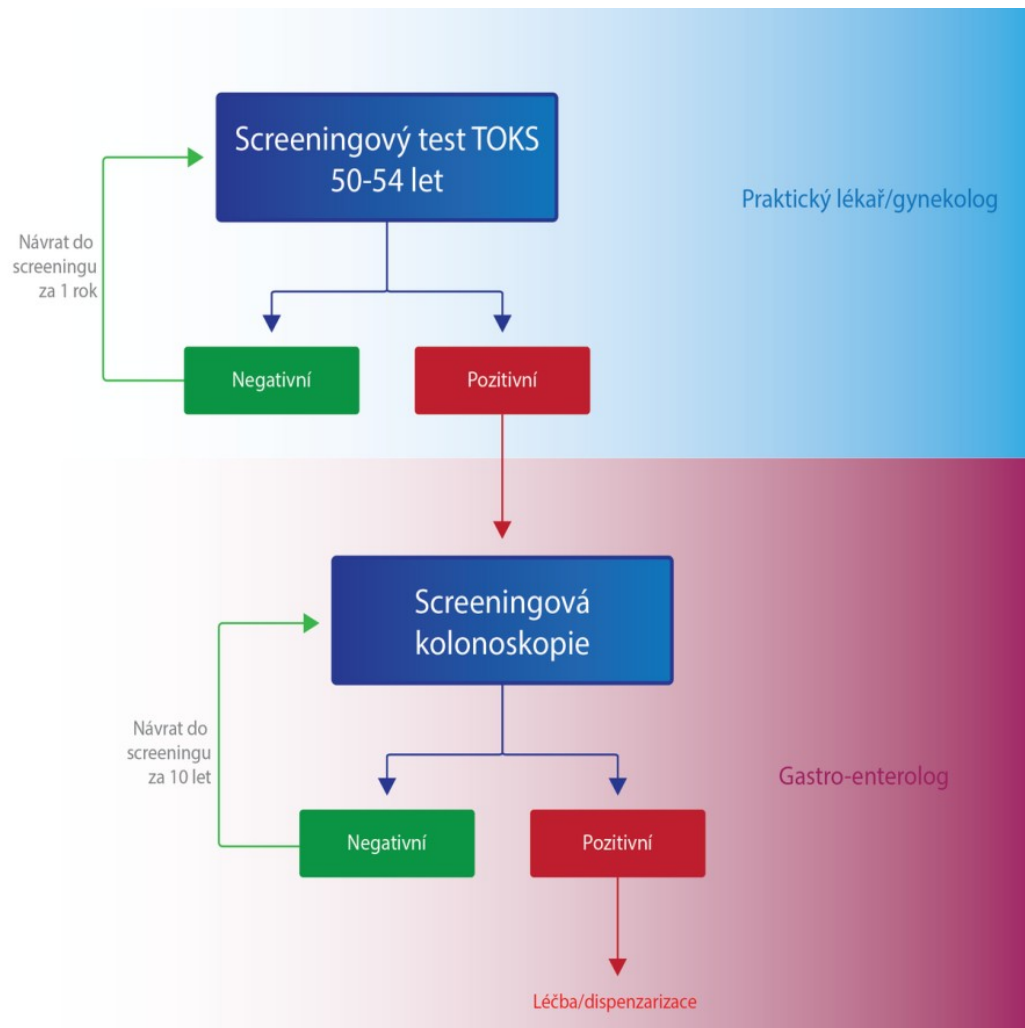 Screeningový test TOKS
50-54 let
Praktický lékař/gynekolog
Návrat do
screeningu
za 1 rok
Negativní
Pozitivní
Screeningová
kolonoskopie
Návrat do
screeningu
za 10 let
Gastro-enterolog
Negativní
Pozitivní
Léčba/dispenzarizace